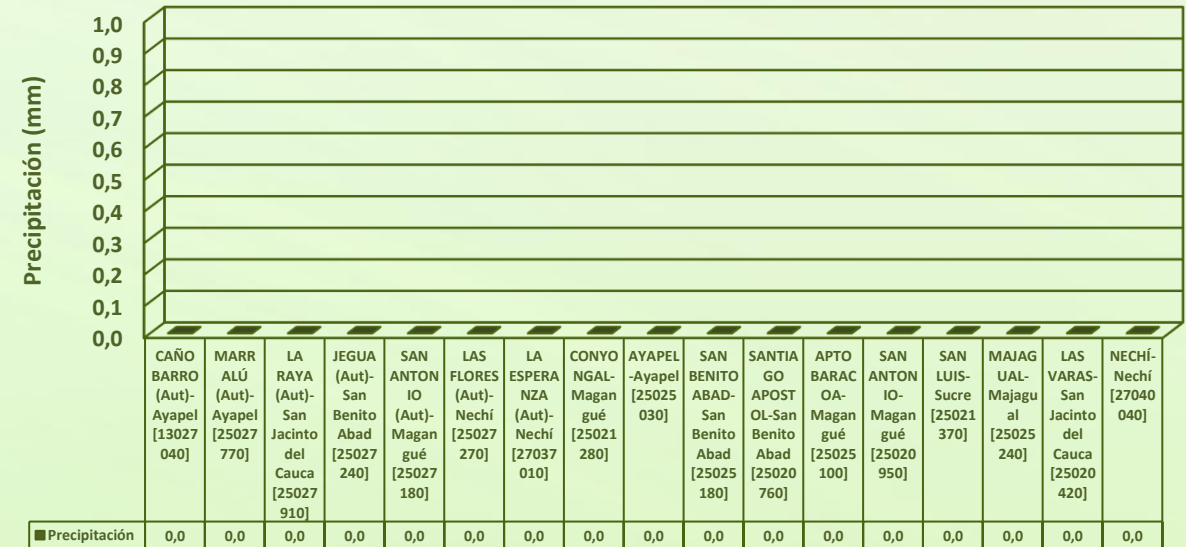 Precipitación (mm)
1,0
0,9
0,8
0,7
0,6
0,5
0,4
0,3
0,2
0,1
0,0
CAÑO
BARRO
(Aut)-
Ayapel
[13027
040]
MARR
ALÚ
(Aut)-
Ayapel
[25027
770]
LA
RAYA
(Aut)-
San
Jacinto
del
Cauca
[25027
910]
JEGUA
(Aut)-
San
Benito
Abad
[25027
240]
SAN
ANTON
IO
(Aut)-
Magan
gué
[25027
180]
LAS
FLORES
(Aut)-
Nechí
[25027
270]
LA
ESPERA
NZA
(Aut)-
Nechí
[27037
010]
CONYO
NGAL-
Magan
gué
[25021
280]
AYAPEL
-Ayapel
[25025
030]
SAN
BENITO
ABAD-
San
Benito
Abad
[25025
180]
SANTIA
GO
APOST
OL-San
Benito
Abad
[25020
760]
APTO
BARAC
OA-
Magan
gué
[25025
100]
SAN
ANTON
IO-
Magan
gué
[25020
950]
SAN
LUIS-
Sucre
[25021
370]
MAJAG
UAL-
Majagu
al
[25025
240]
LAS
VARAS-
San
Jacinto
del
Cauca
[25020
420]
NECHÍ-
Nechí
[27040
040]
Precipitación 0,0 0,0 0,0 0,0 0,0 0,0 0,0 0,0 0,0 0,0 0,0 0,0 0,0 0,0 0,0 0,0 0,0